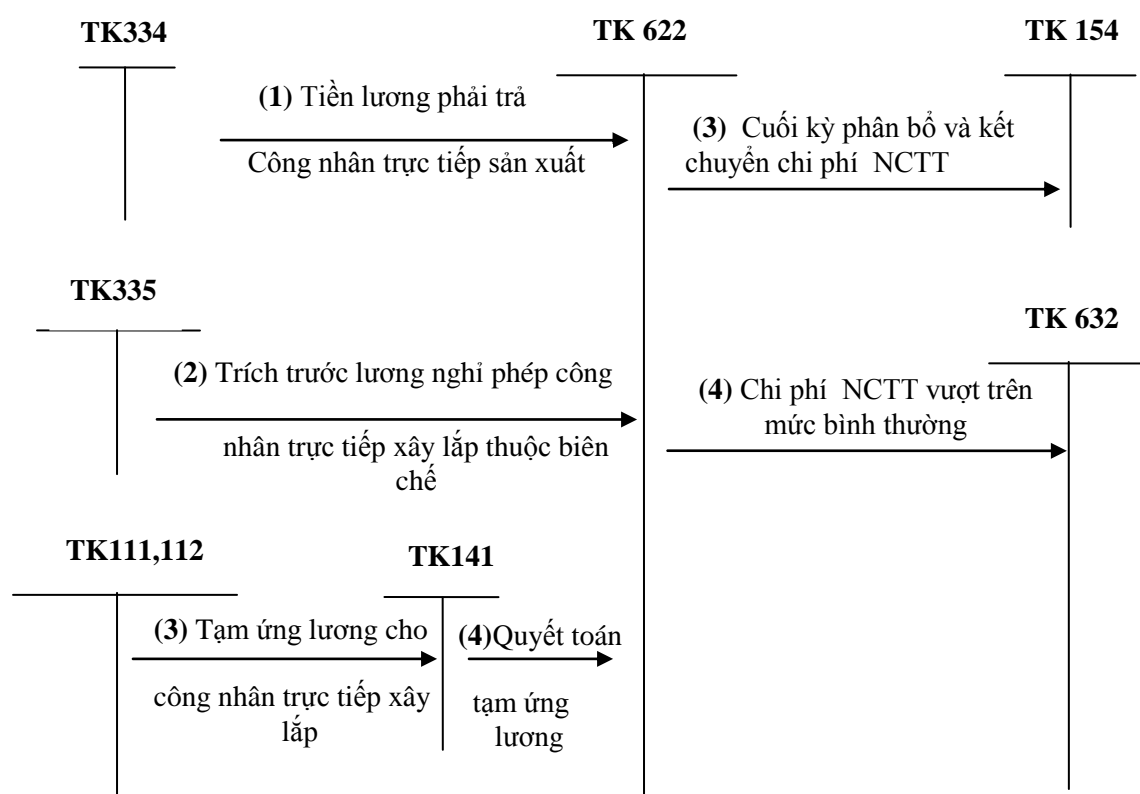 TK334
TK 622
TK 154
(1) Tiền lương phải trả
Công nhân trực tiếp sản xuất
(3) Cuối kỳ phân bổ và kết
chuyển chi phí NCTT
TK335
TK 632
(2) Trích trước lương nghỉ phép công
nhân trực tiếp xây lắp thuộc biên
chế
(4) Chi phí NCTT vượt trên
mức bình thường
TK111,112
TK141
(3) Tạm ứng lương cho
công nhân trực tiếp xây
lắp
(4)Quyết toán
tạm ứng
lương